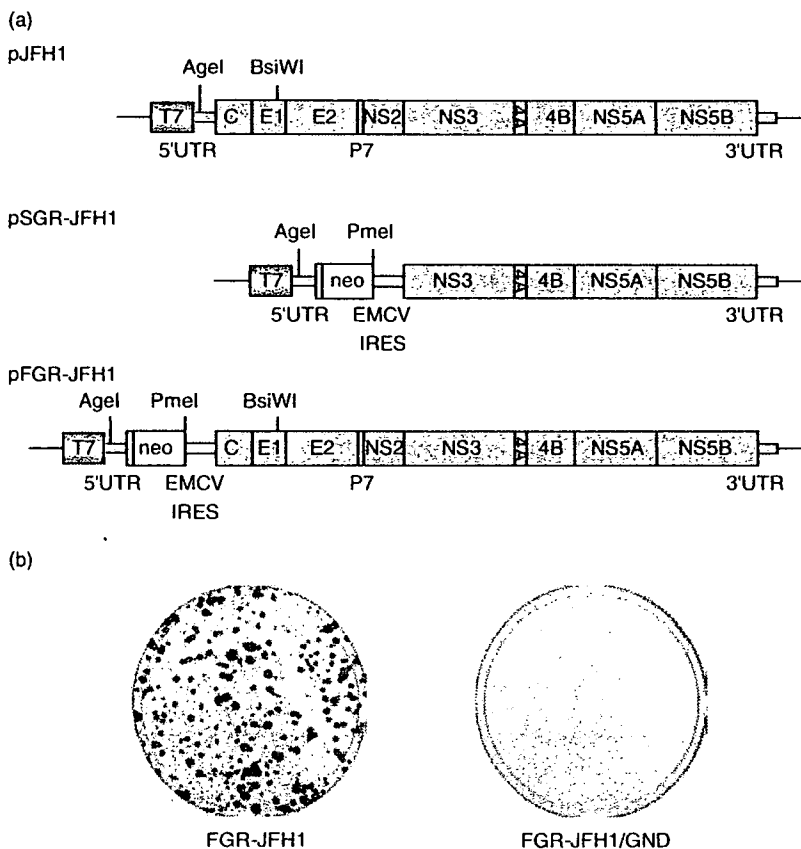 (a)
pJFH1
AgeI BsiWI
T7 C E1 E2 NS2 NS3 4A 4B NS5A NS5B
5'UTR P7 3'UTR
pSGR-JFH1
AgeI PmeI
T7 neo NS3 4A 4B NS5A NS5B
5'UTR EMCV 3'UTR
IRES
pFGR-JFH1
AgeI PmeI BsiWI
T7 neo C E1 E2 NS2 NS3 4A 4B NS5A NS5B
5'UTR EMCV P7 3'UTR
IRES
(b)
FGR-JFH1 FGR-JFH1/GND